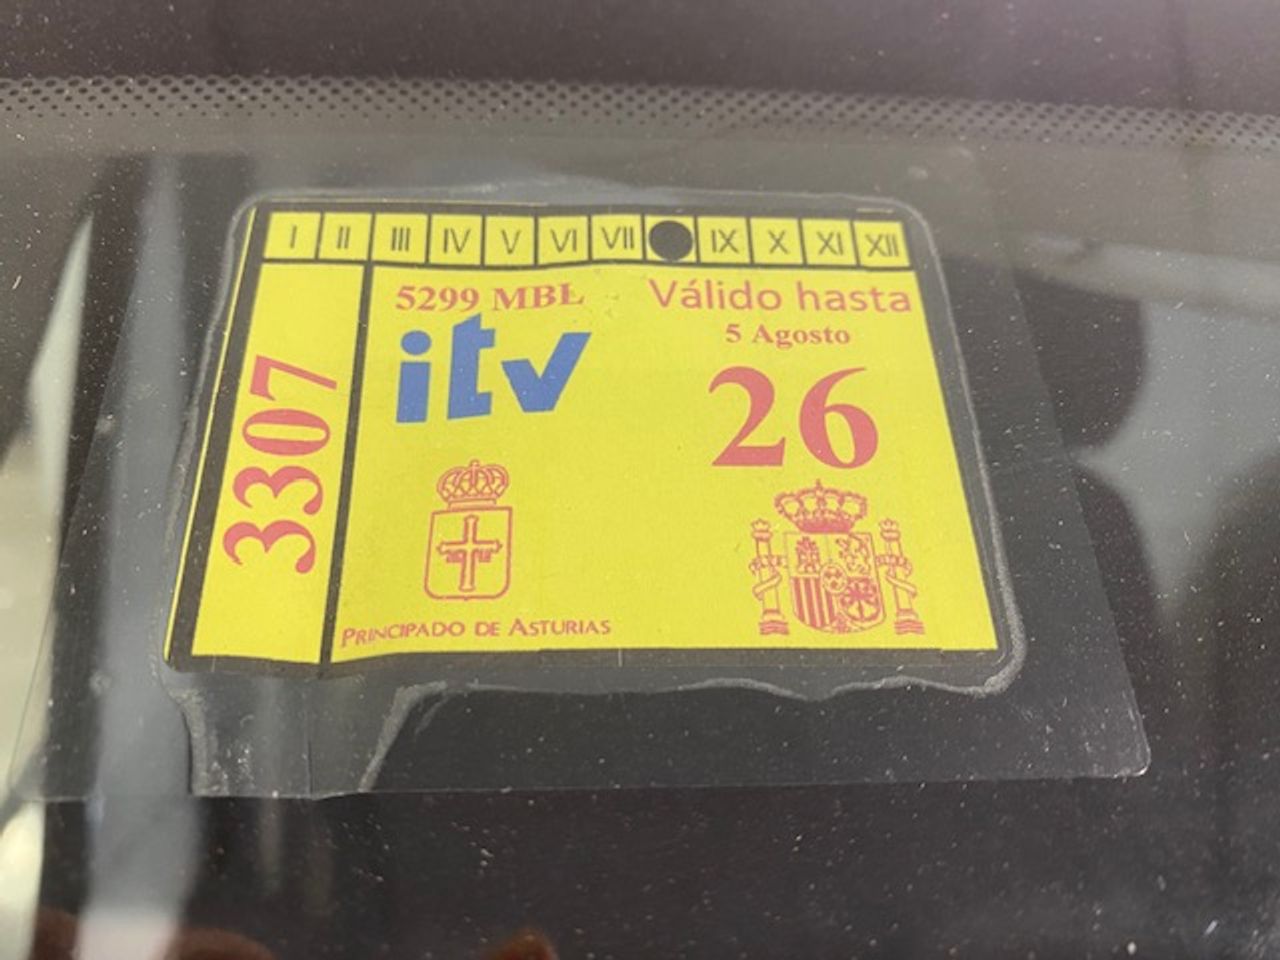 I II III IV V VI VII IX X XI XII
5299 MBL
Válido hasta
5 Agosto
itv
26
3307
PRINCIPADO DE ASTURIAS